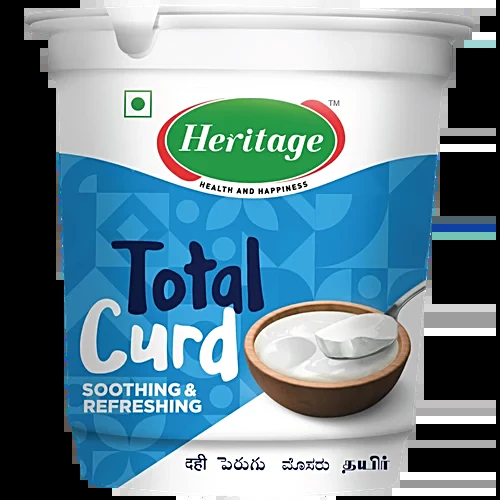 Heritage
TM
HEALTH AND HAPPINESS
Total
Curd
SOOTHING &
REFRESHING
दही పెరుగు ಮೊಸರು தயிர்